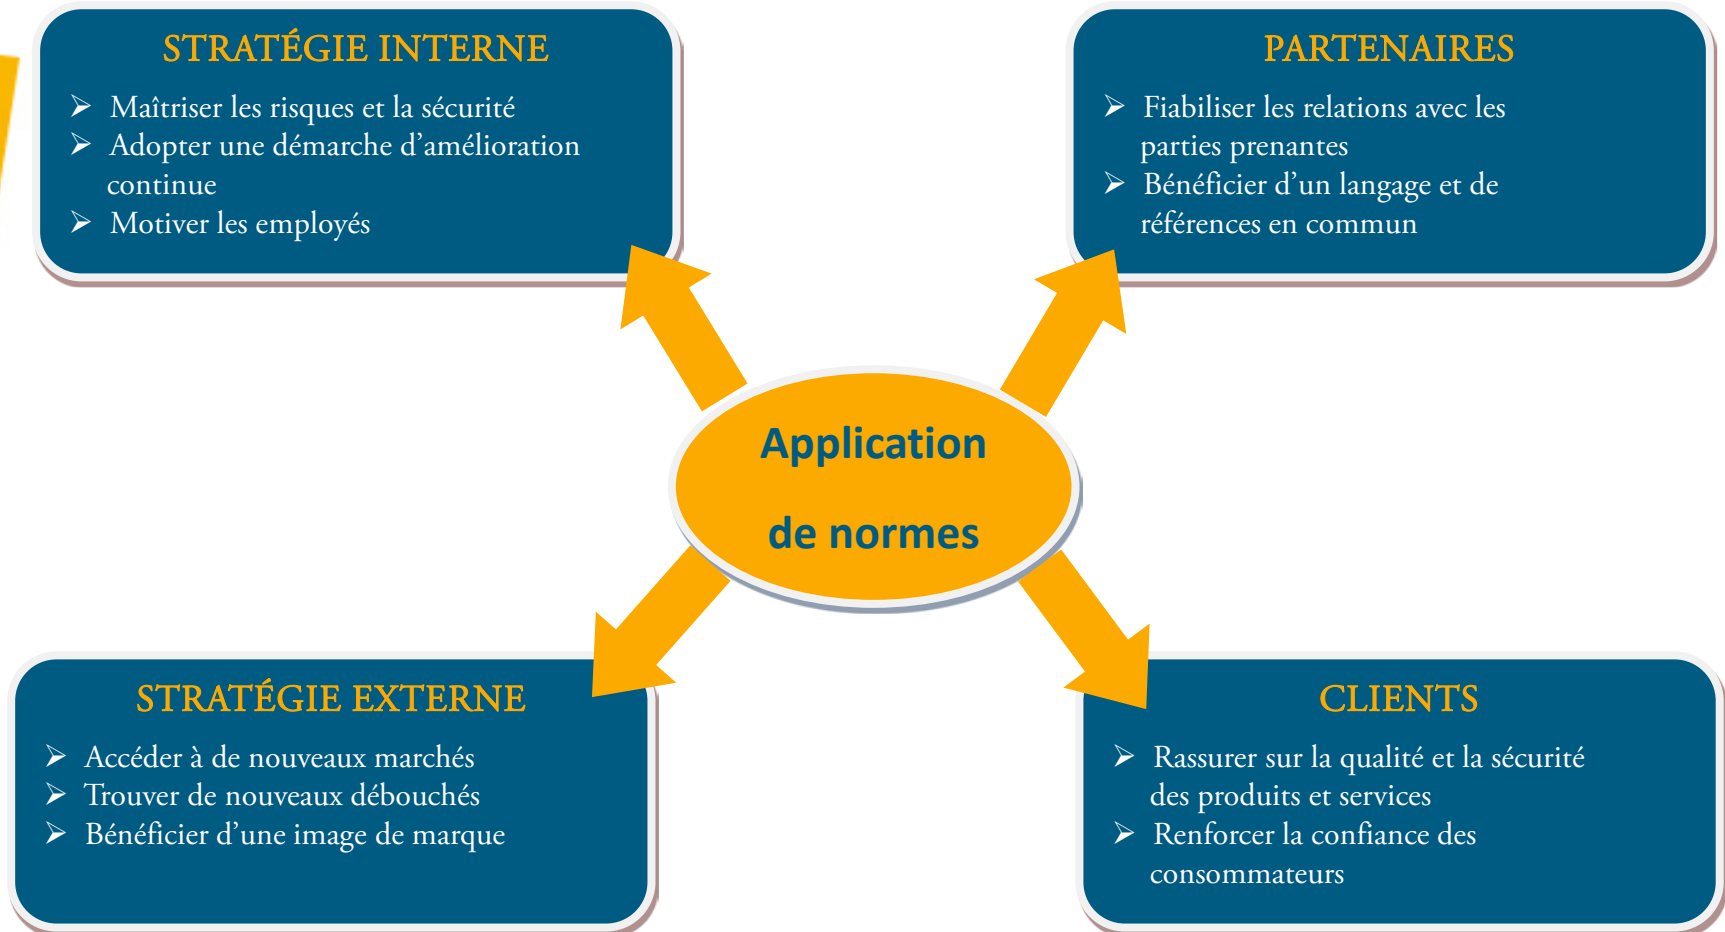 STRATÉGIE INTERNE
➢ Maîtriser les risques et la sécurité
➢ Adopter une démarche d’amélioration
continue
➢ Motiver les employés
PARTENAIRES
➢ Fiabiliser les relations avec les
parties prenantes
➢ Bénéficier d’un langage et de
références en commun
Application
de normes
STRATÉGIE EXTERNE
➢ Accéder à de nouveaux marchés
➢ Trouver de nouveaux débouchés
➢ Bénéficier d’une image de marque
CLIENTS
➢ Rassurer sur la qualité et la sécurité
des produits et services
➢ Renforcer la confiance des
consommateurs